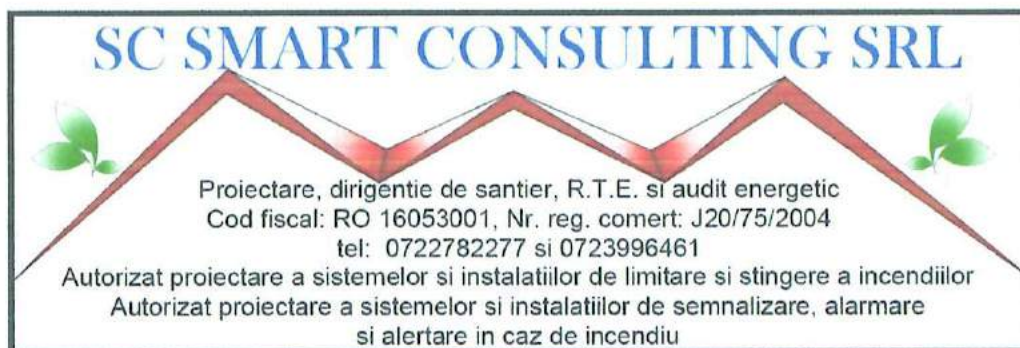 SC SMART CONSULTING SRL
Proiectare, dirigentie de santier, R.T.E. si audit energetic
Cod fiscal: RO 16053001, Nr. reg. comert: J20/75/2004
tel: 0722782277 si 0723996461
Autorizat proiectare a sistemelor si instalatiilor de limitare si stingere a incendiilor
Autorizat proiectare a sistemelor si instalatiilor de semnalizare, alarmare
si alertare in caz de incendiu